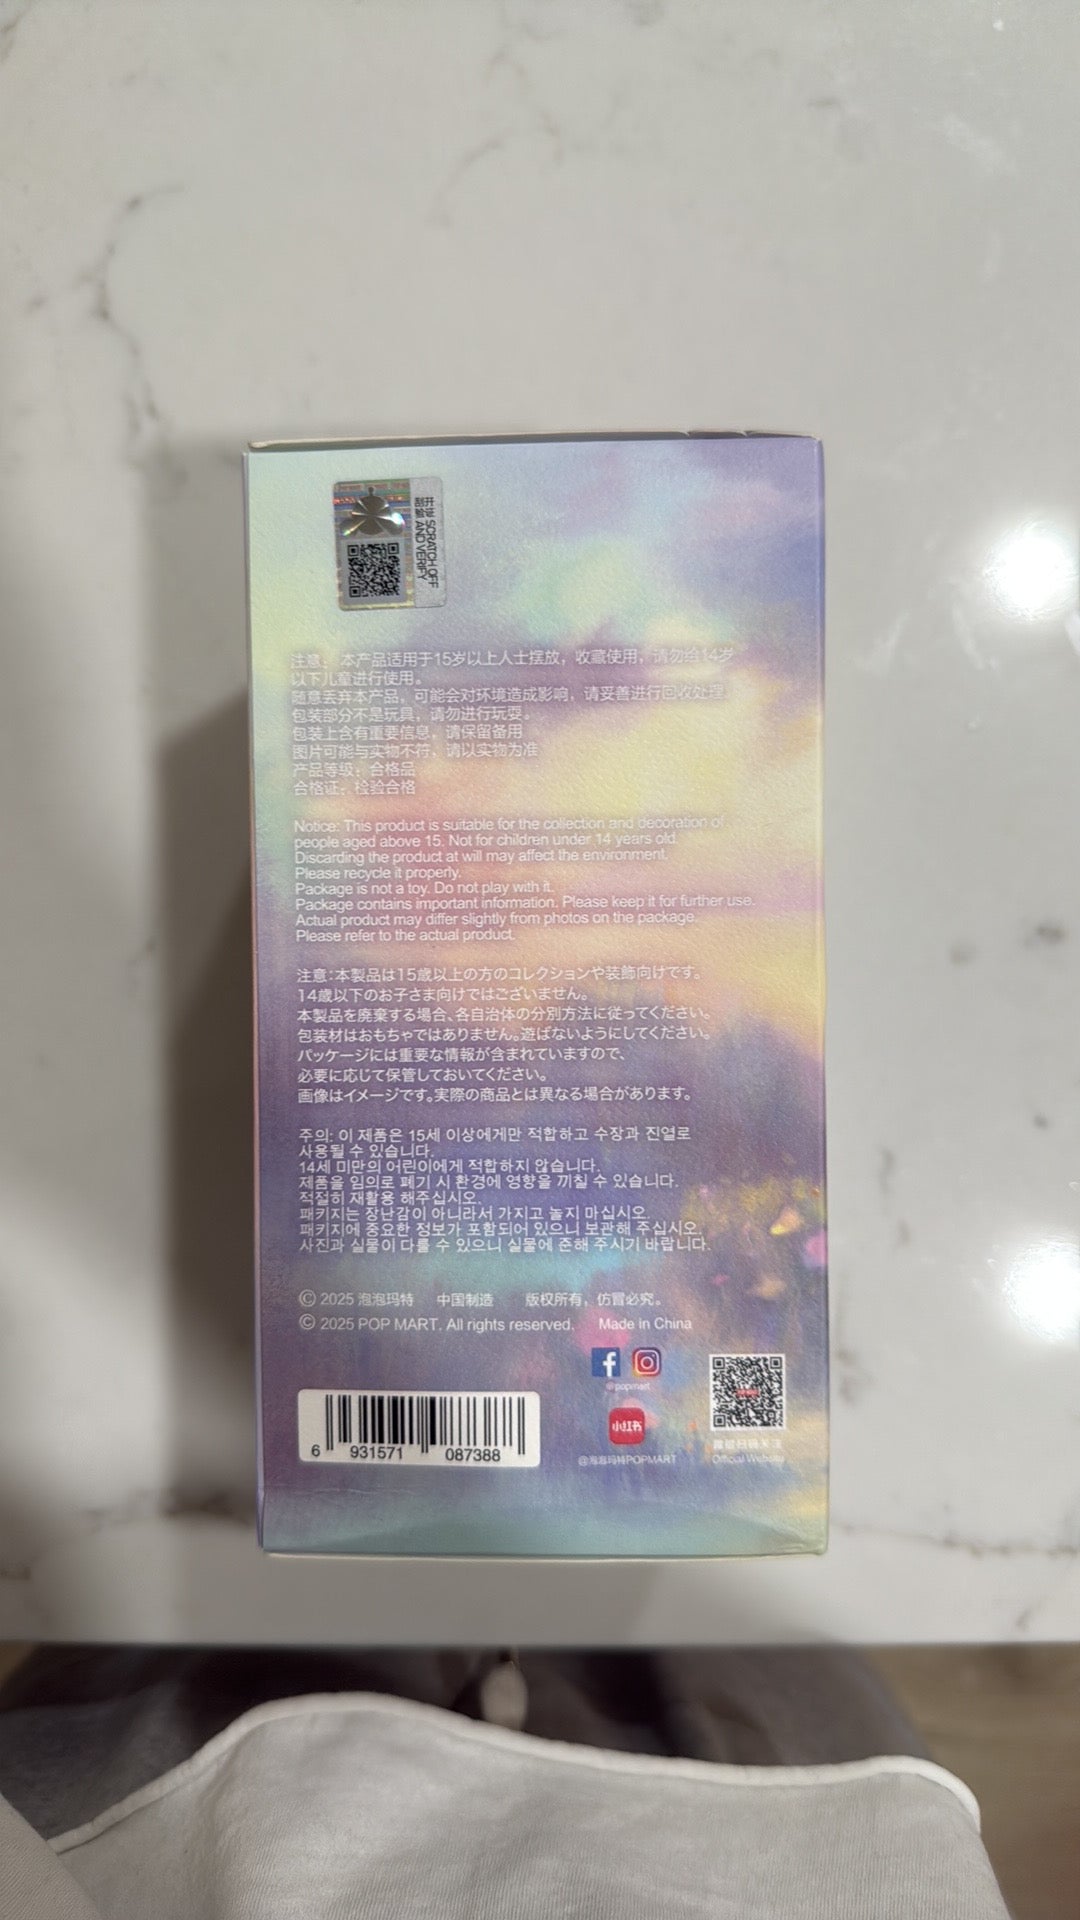 开涂 SCRATCH OFF
刮层 AND VERIFY
注意：本产品适用于15岁以上人士摆放，收藏使用，请勿给14岁
以下儿童进行使用。
随意丢弃本产品，可能会对环境造成影响，请妥善进行回收处理。
包装部分不是玩具，请勿进行玩耍。
包装上含有重要信息，请保留备用
图片可能与实物不符，请以实物为准
产品等级：合格品
合格证：检验合格
Notice: This product is suitable for the collection and decoration of
people aged above 15. Not for children under 14 years old.
Discarding the product at will may affect the environment.
Please recycle it properly.
Package is not a toy. Do not play with it.
Package contains important information. Please keep it for further use.
Actual product may differ slightly from photos on the package.
Please refer to the actual product.
注意:本製品は15歳以上の方のコレクションや装飾向けです。
14歳以下のお子さま向けではございません。
本製品を廃棄する場合、各自治体の分別方法に従ってください。
包装材はおもちゃではありません。遊ばないようにしてください。
パッケージには重要な情報が含まれていますので、
必要に応じて保管しておいてください。
画像はイメージです。実際の商品とは異なる場合があります。
주의: 이 제품은 15세 이상에게만 적합하고 수장과 진열로
사용될 수 있습니다.
14세 미만의 어린이에게 적합하지 않습니다.
제품을 임의로 폐기 시 환경에 영향을 끼칠 수 있습니다.
적절히 재활용 해주십시오.
패키지는 장난감이 아니라서 가지고 놀지 마십시오.
패키지에 중요한 정보가 포함되어 있으니 보관해 주십시오.
사진과 실물이 다를 수 있으니 실물에 준해 주시기 바랍니다.
© 2025 泡泡玛特 中国制造 版权所有，仿冒必究。
© 2025 POP MART. All rights reserved. Made in China
@popmart
小红书
@泡泡玛特POPMART
Official Website
6 931571 087388